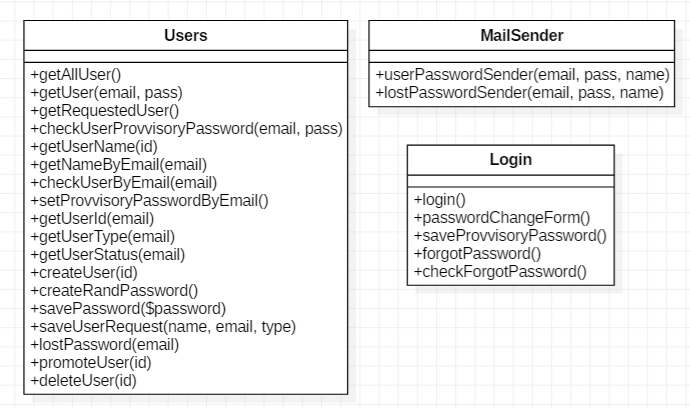 Users
+getAllUser()
+getUser(email, pass)
+getRequestedUser()
+checkUserProvvisoryPassword(email, pass)
+getUserName(id)
+getNameByEmail(email)
+checkUserByEmail(email)
+setProvvisoryPasswordByEmail()
+getUserId(email)
+getUserType(email)
+getUserStatus(email)
+createUser(id)
+createRandPassword()
+savePassword($password)
+saveUserRequest(name, email, type)
+lostPassword(email)
+promoteUser(id)
+deleteUser(id)
MailSender
+userPasswordSender(email, pass, name)
+lostPasswordSender(email, pass, name)
Login
+login()
+passwordChangeForm()
+saveProvvisoryPassword()
+forgotPassword()
+checkForgotPassword()